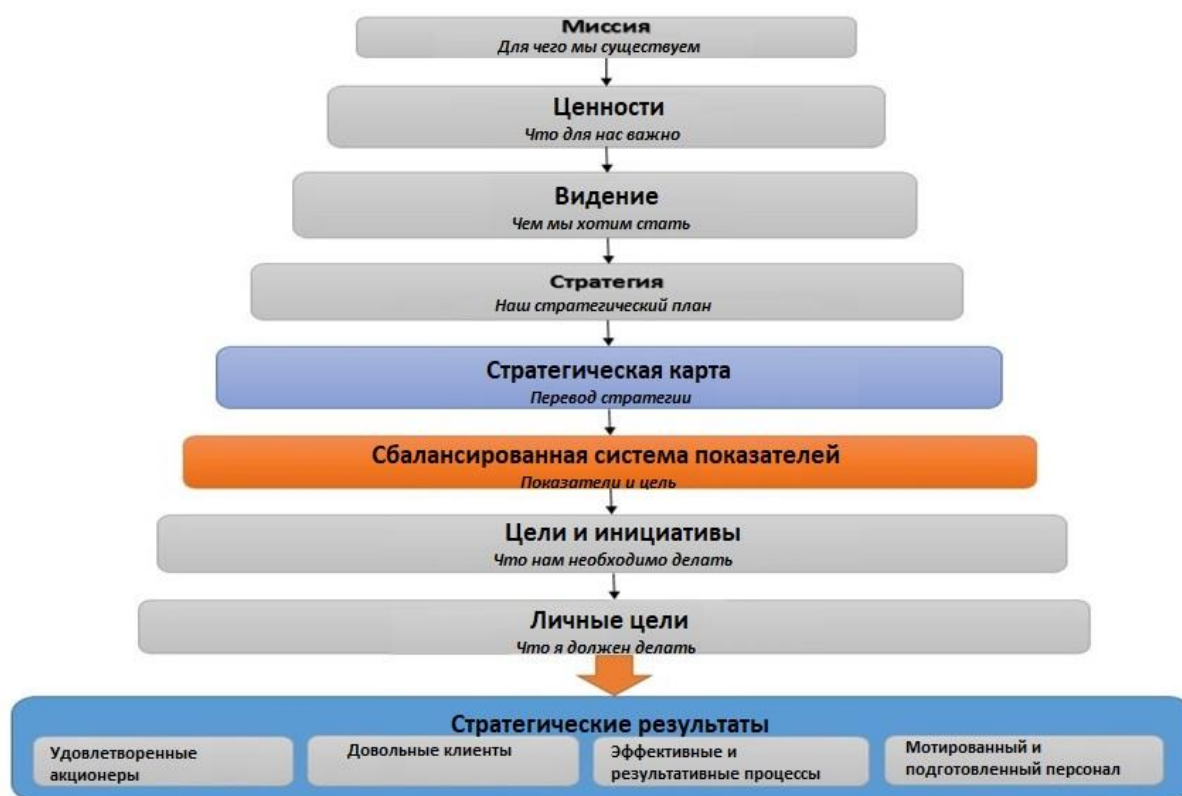 Миссия
Для чего мы существуем
Ценности
Что для нас важно
Видение
Чем мы хотим стать
Стратегия
Наш стратегический план
Стратегическая карта
Перевод стратегии
Сбалансированная система показателей
Показатели и цель
Цели и инициативы
Что нам необходимо делать
Личные цели
Что я должен делать
Стратегические результаты
Удовлетворенные
акционеры
Довольные клиенты
Эффективные и
результативные процессы
Мотированный и
подготовленный персонал